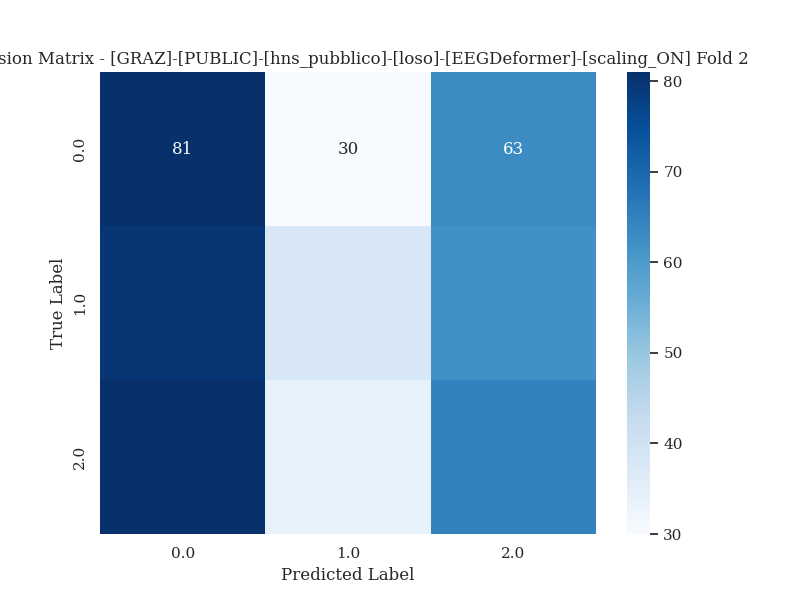 sion Matrix - [GRAZ]-[PUBLIC]-[hns_pubblico]-[loso]-[EEGDeformer]-[scaling_ON] Fold 2
81 30 63
0.0
1.0
2.0
True Label
0.0 1.0 2.0
Predicted Label
80
70
60
50
40
30